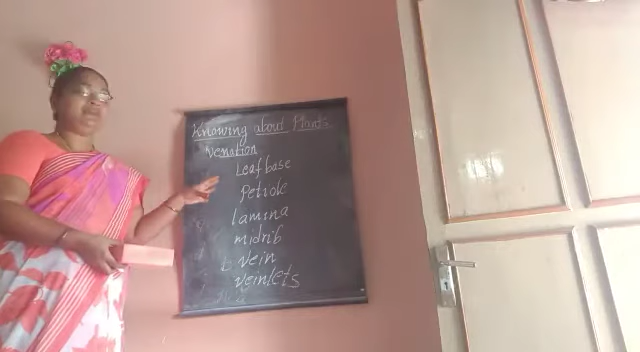 Knowing about Plants
Venation
Leaf base
Petiole
lamina
midrib
vein
veinlets